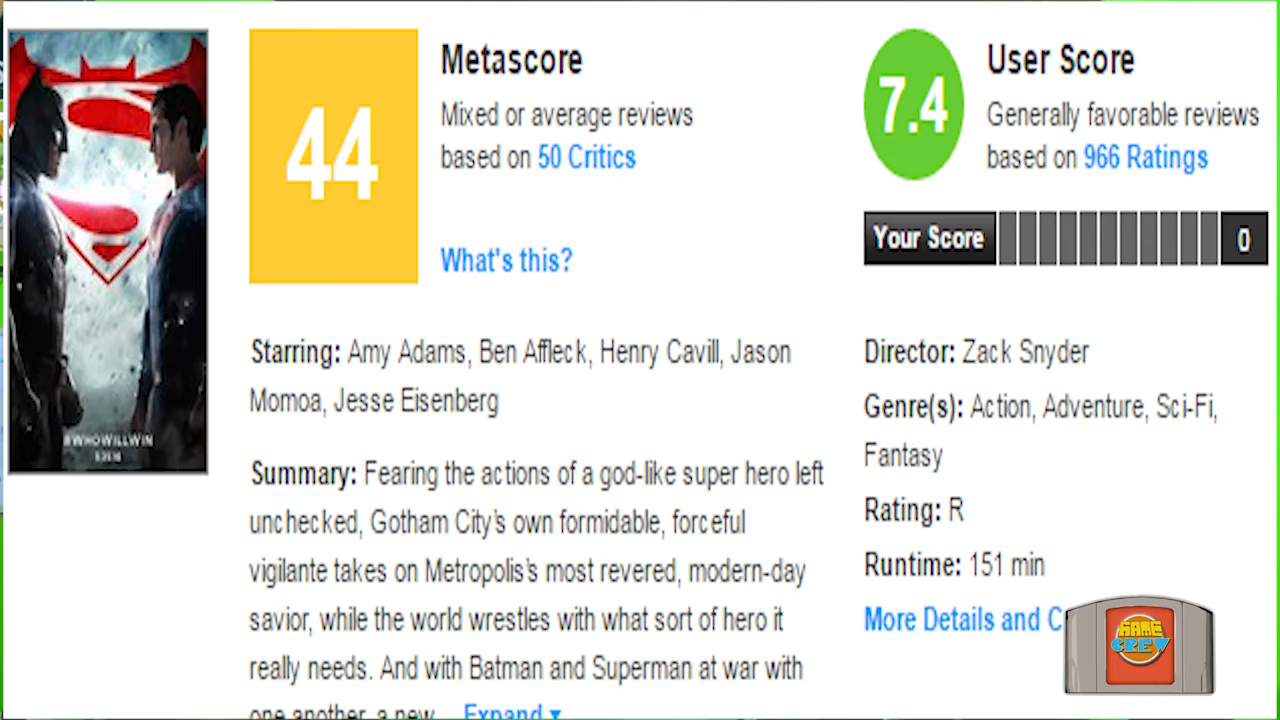 Metascore
Mixed or average reviews
based on 50 Critics
What's this?
44
User Score
Generally favorable reviews
based on 966 Ratings
7.4
Your Score
0
Starring: Amy Adams, Ben Affleck, Henry Cavill, Jason
Momoa, Jesse Eisenberg
Summary: Fearing the actions of a god-like super hero left
unchecked, Gotham City's own formidable, forceful
vigilante takes on Metropolis's most revered, modern-day
savior, while the world wrestles with what sort of hero it
really needs. And with Batman and Superman at war with
one another, a new... Expand ▾
Director: Zack Snyder
Genre(s): Action, Adventure, Sci-Fi,
Fantasy
Rating: R
Runtime: 151 min
More Details and C
#WHOWILLWIN
GAME
CREW